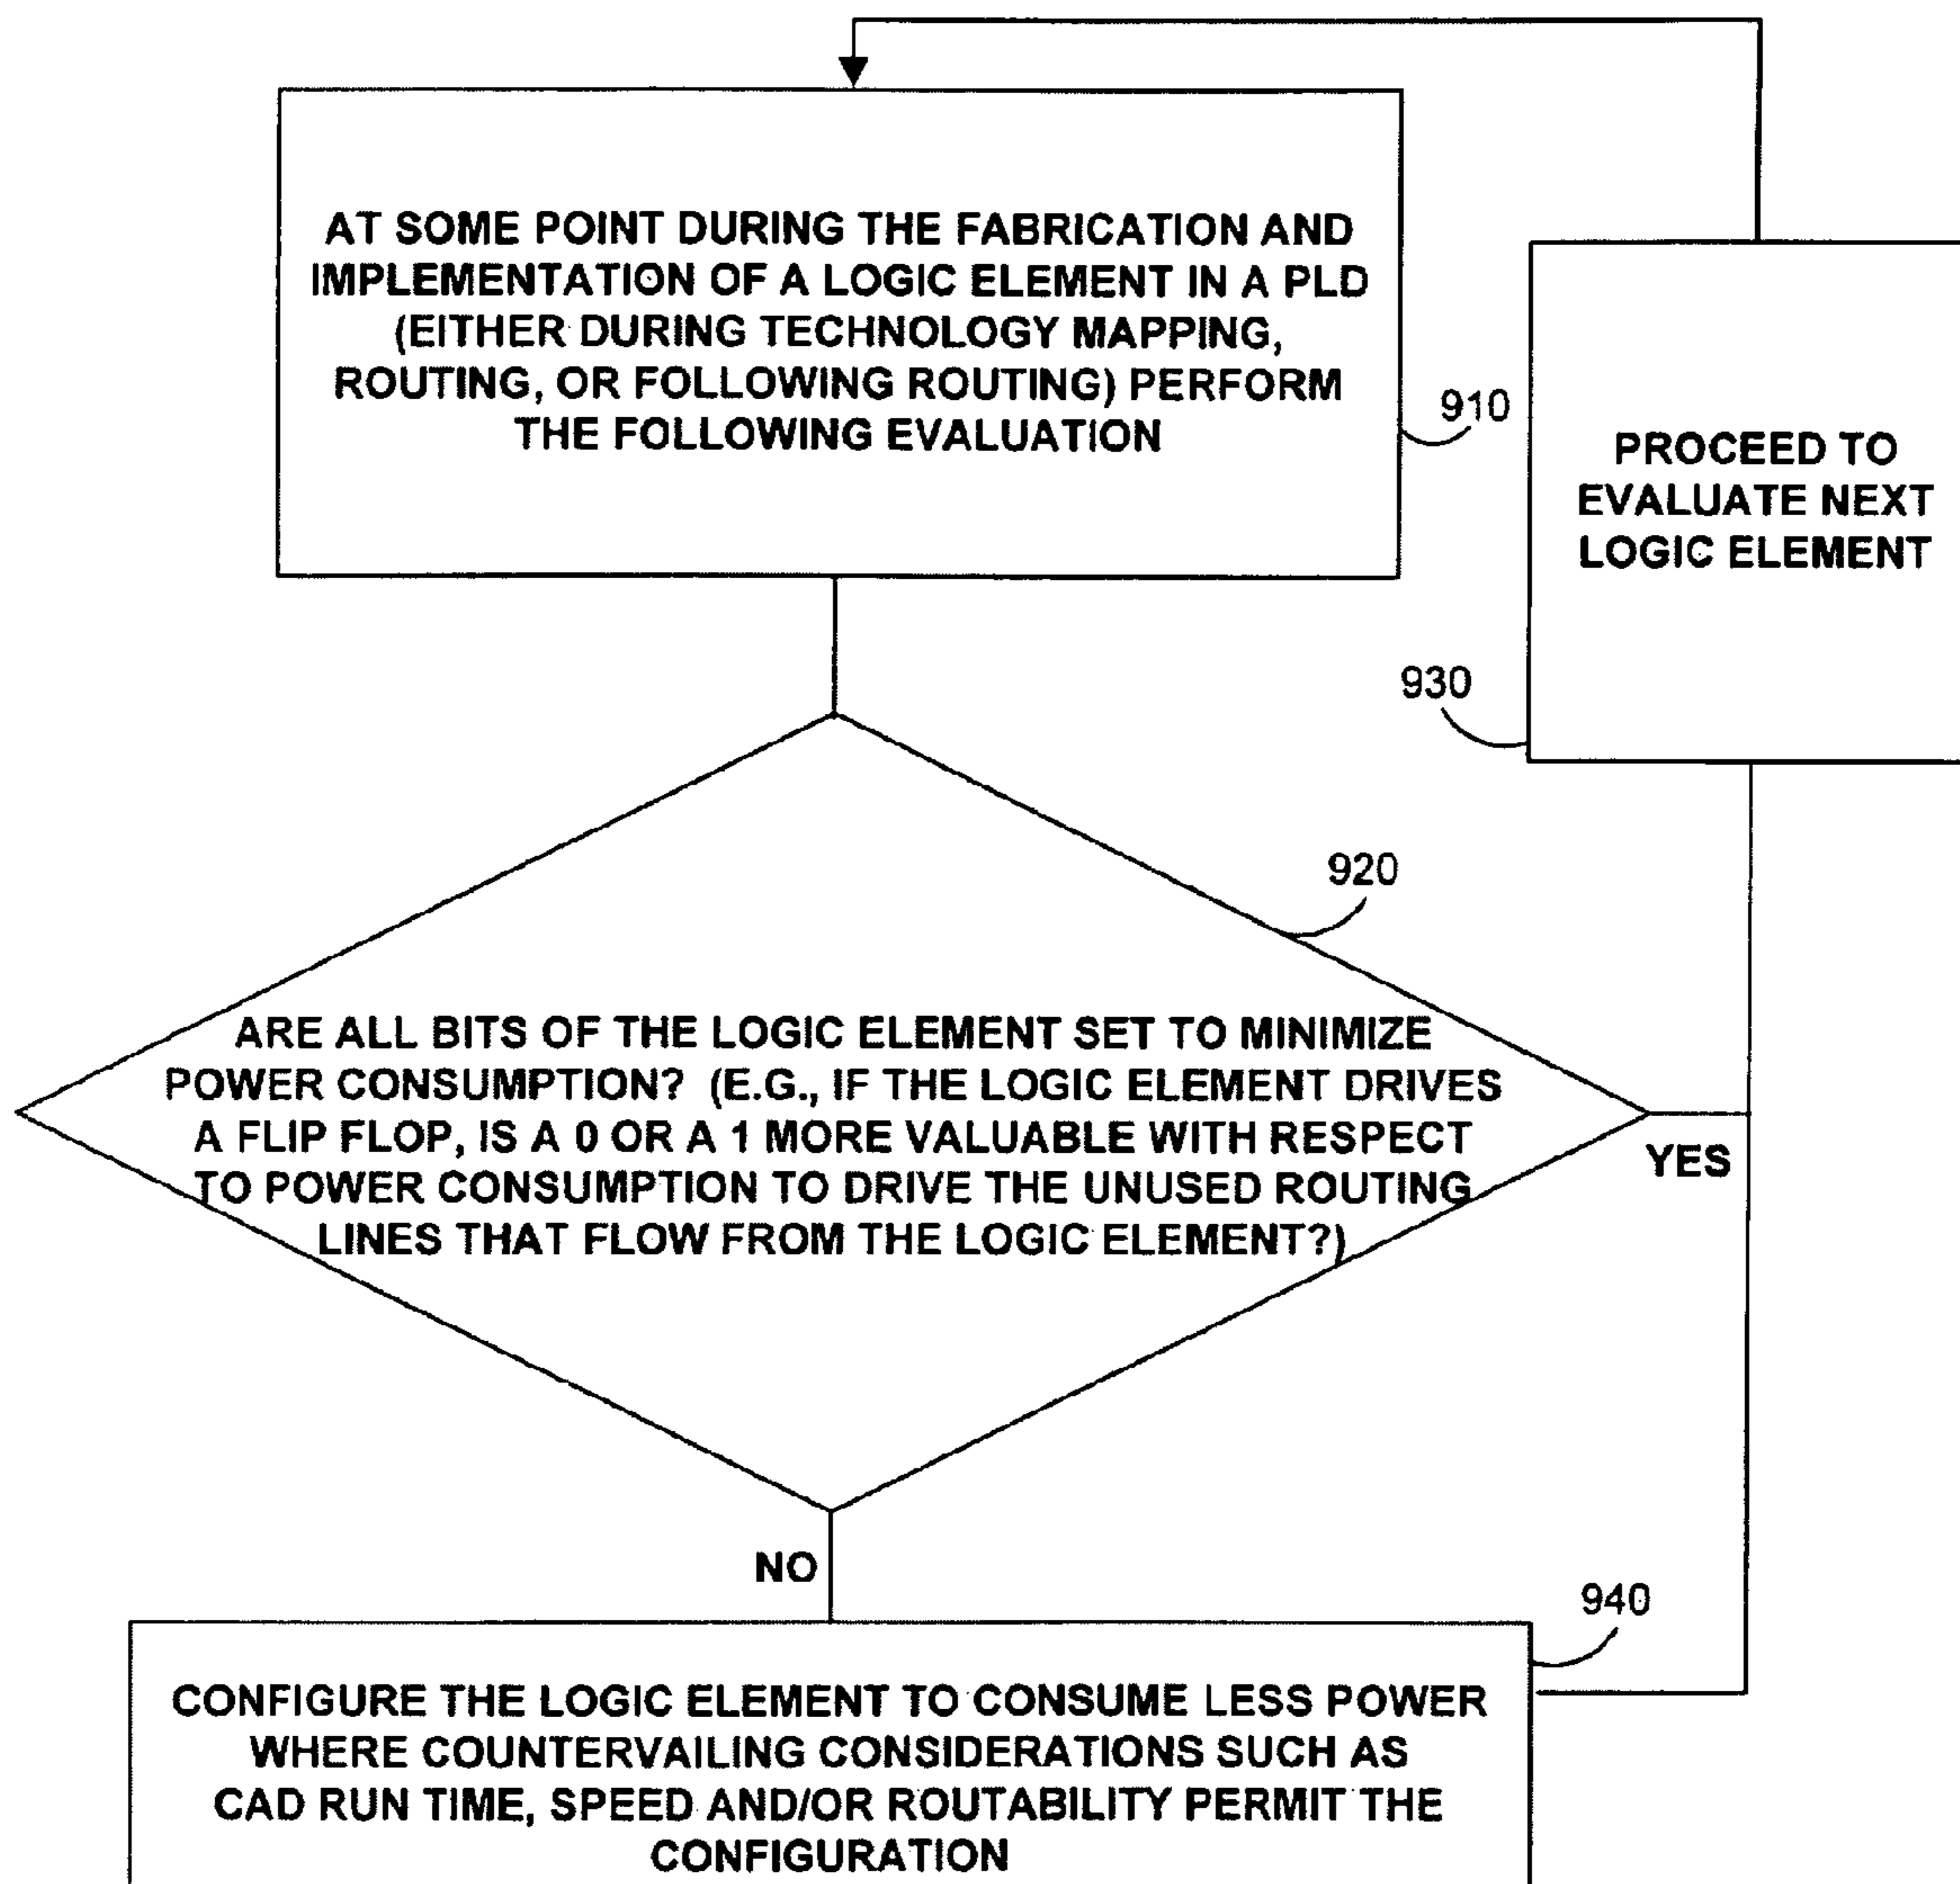 AT SOME POINT DURING THE FABRICATION AND
IMPLEMENTATION OF A LOGIC ELEMENT IN A PLD
(EITHER DURING TECHNOLOGY MAPPING,
ROUTING, OR FOLLOWING ROUTING) PERFORM
THE FOLLOWING EVALUATION
910
PROCEED TO
EVALUATE NEXT
LOGIC ELEMENT
930
920
ARE ALL BITS OF THE LOGIC ELEMENT SET TO MINIMIZE
POWER CONSUMPTION? (E.G., IF THE LOGIC ELEMENT DRIVES
A FLIP FLOP, IS A 0 OR A 1 MORE VALUABLE WITH RESPECT
TO POWER CONSUMPTION TO DRIVE THE UNUSED ROUTING
LINES THAT FLOW FROM THE LOGIC ELEMENT?)
YES
NO
940
CONFIGURE THE LOGIC ELEMENT TO CONSUME LESS POWER
WHERE COUNTERVAILING CONSIDERATIONS SUCH AS
CAD RUN TIME, SPEED AND/OR ROUTABILITY PERMIT THE
CONFIGURATION